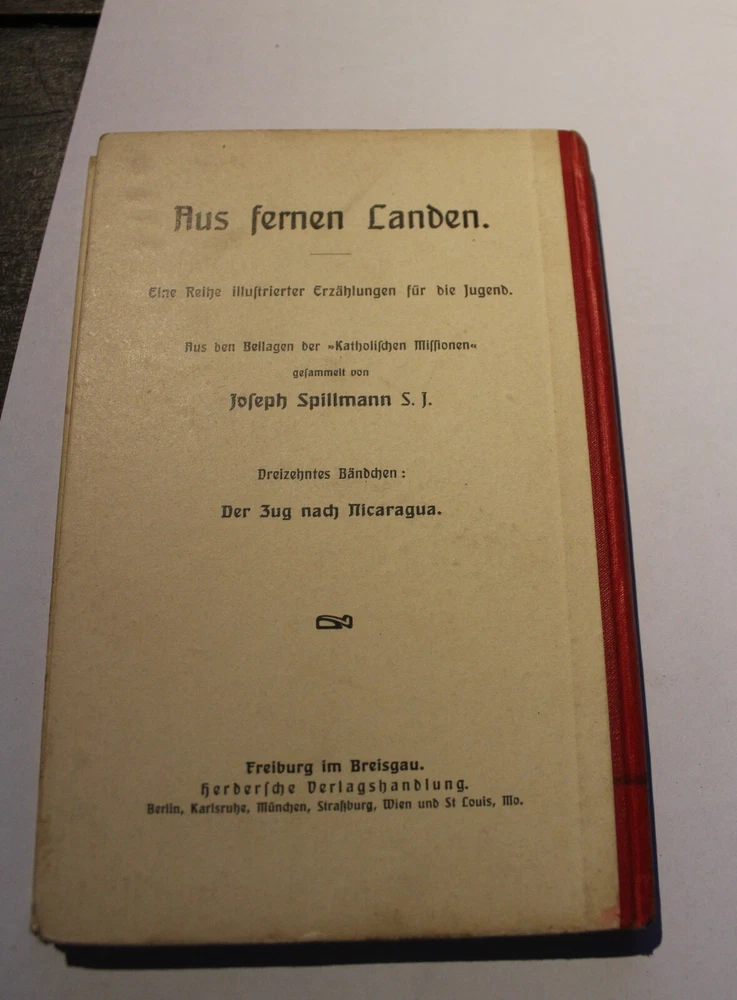 Aus fernen Landen.
Eine Reihe illuſtrierter Erzählungen für die Jugend.
Aus den Beilagen der »Katholiſchen Miſſionen«
geſammelt von
Joſeph Spillmann S. J.
Dreizehntes Bändchen:
Der Zug nach Nicaragua.
Freiburg im Breisgau.
Herderſche Verlagshandlung.
Berlin, Karlsruhe, München, Straßburg, Wien und St Louis, Mo.